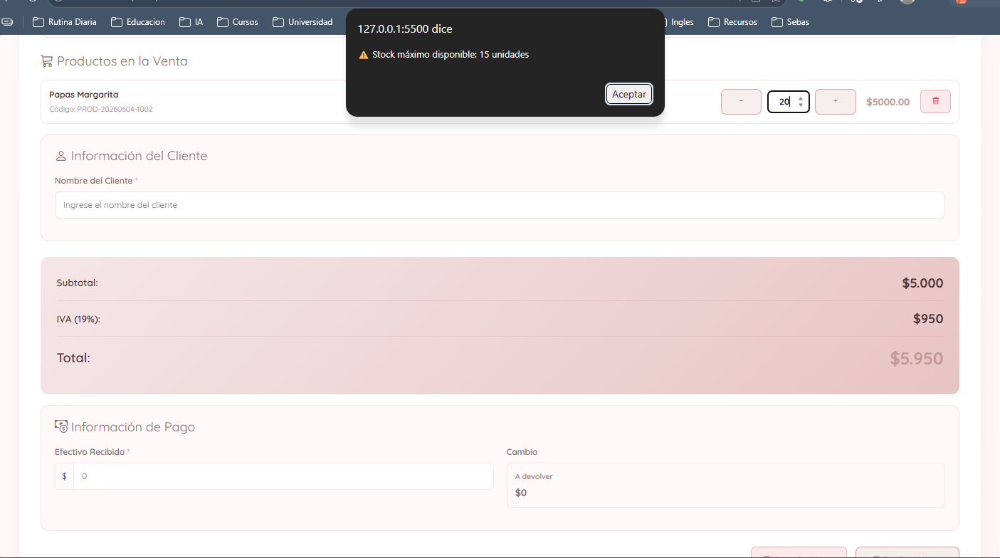 Rutina Diaria
Educacion
IA
Cursos
Universidad
Ingles
Recursos
Sebas
127.0.0.1:5500 dice
⚠ Stock máximo disponible: 15 unidades
Aceptar
Productos en la Venta
Papas Margarita
Código: PROD-20260604-1002
−
20
+
$5000.00
Información del Cliente
Nombre del Cliente *
Ingrese el nombre del cliente
Subtotal: $5.000
IVA (19%): $950
Total: $5.950
Información de Pago
Efectivo Recibido *
$ 0
Cambio
A devolver
$0